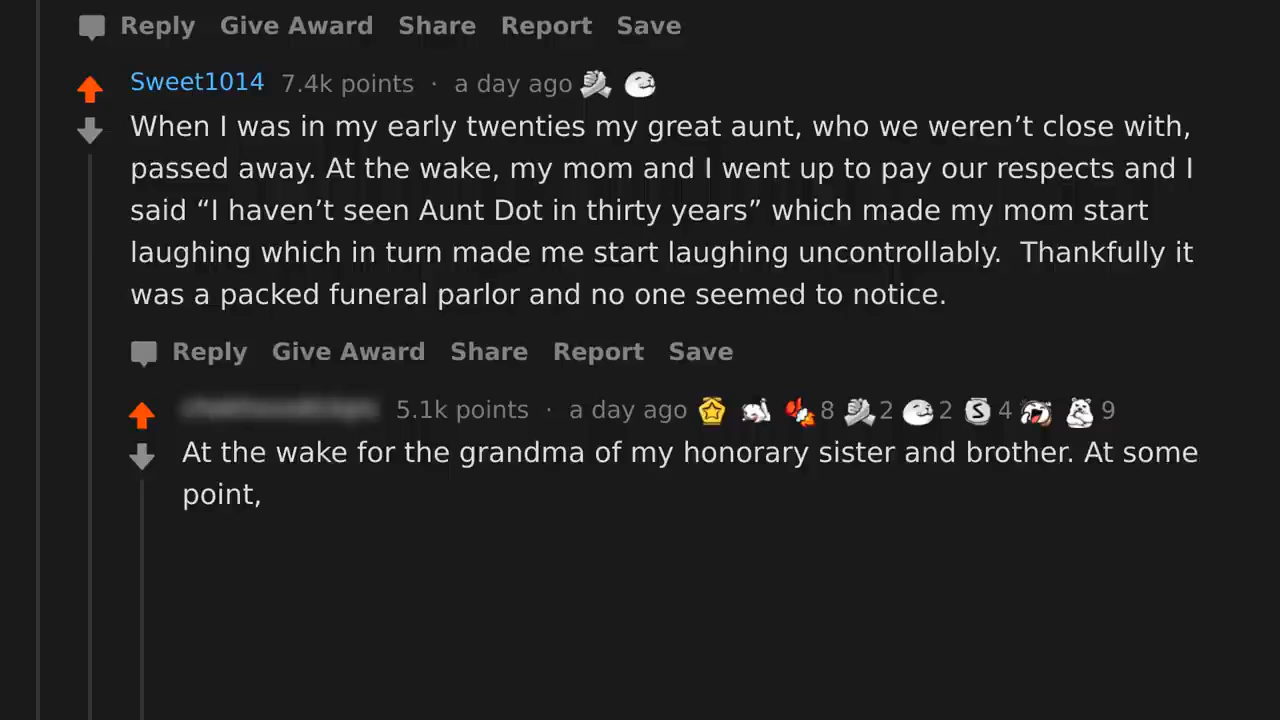 Reply Give Award Share Report Save
Sweet1014 7.4k points · a day ago
When I was in my early twenties my great aunt, who we weren’t close with,
passed away. At the wake, my mom and I went up to pay our respects and I
said “I haven’t seen Aunt Dot in thirty years” which made my mom start
laughing which in turn made me start laughing uncontrollably.  Thankfully it
was a packed funeral parlor and no one seemed to notice.
Reply Give Award Share Report Save
5.1k points · a day ago 8 2 2 S 4 9
At the wake for the grandma of my honorary sister and brother. At some
point,